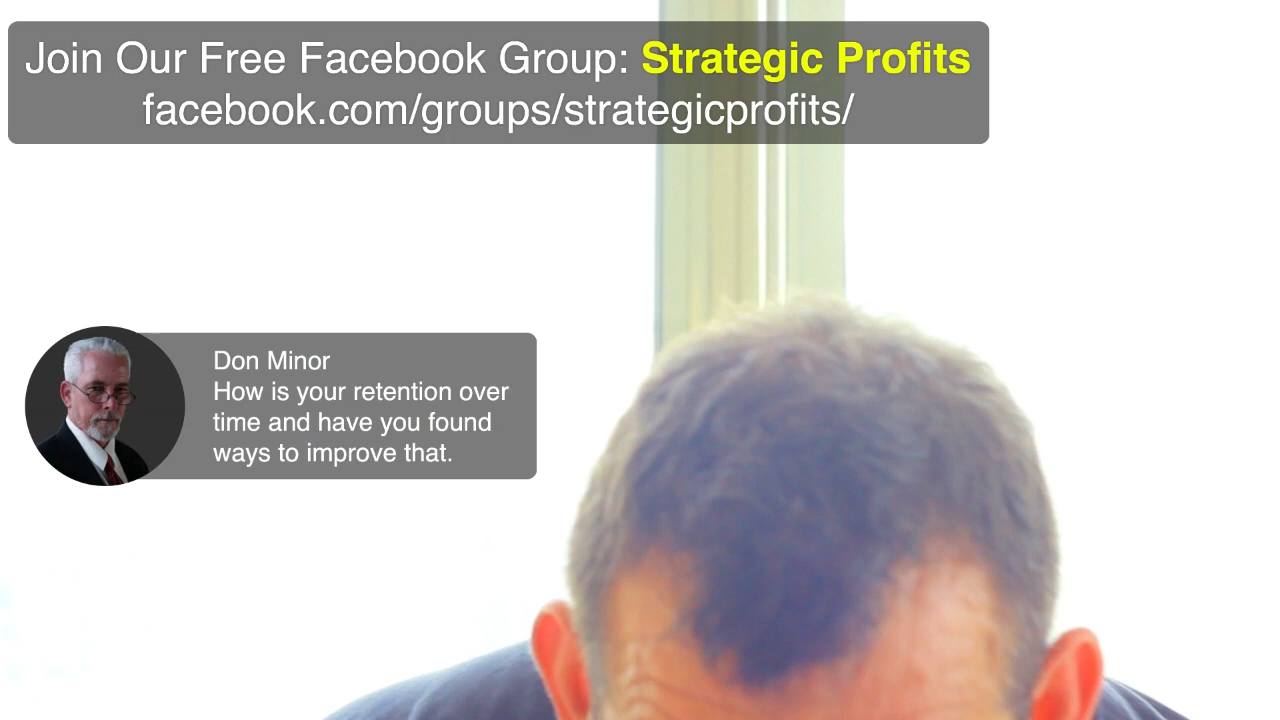 Join Our Free Facebook Group: Strategic Profits
facebook.com/groups/strategicprofits/
Don Minor
How is your retention over
time and have you found
ways to improve that.